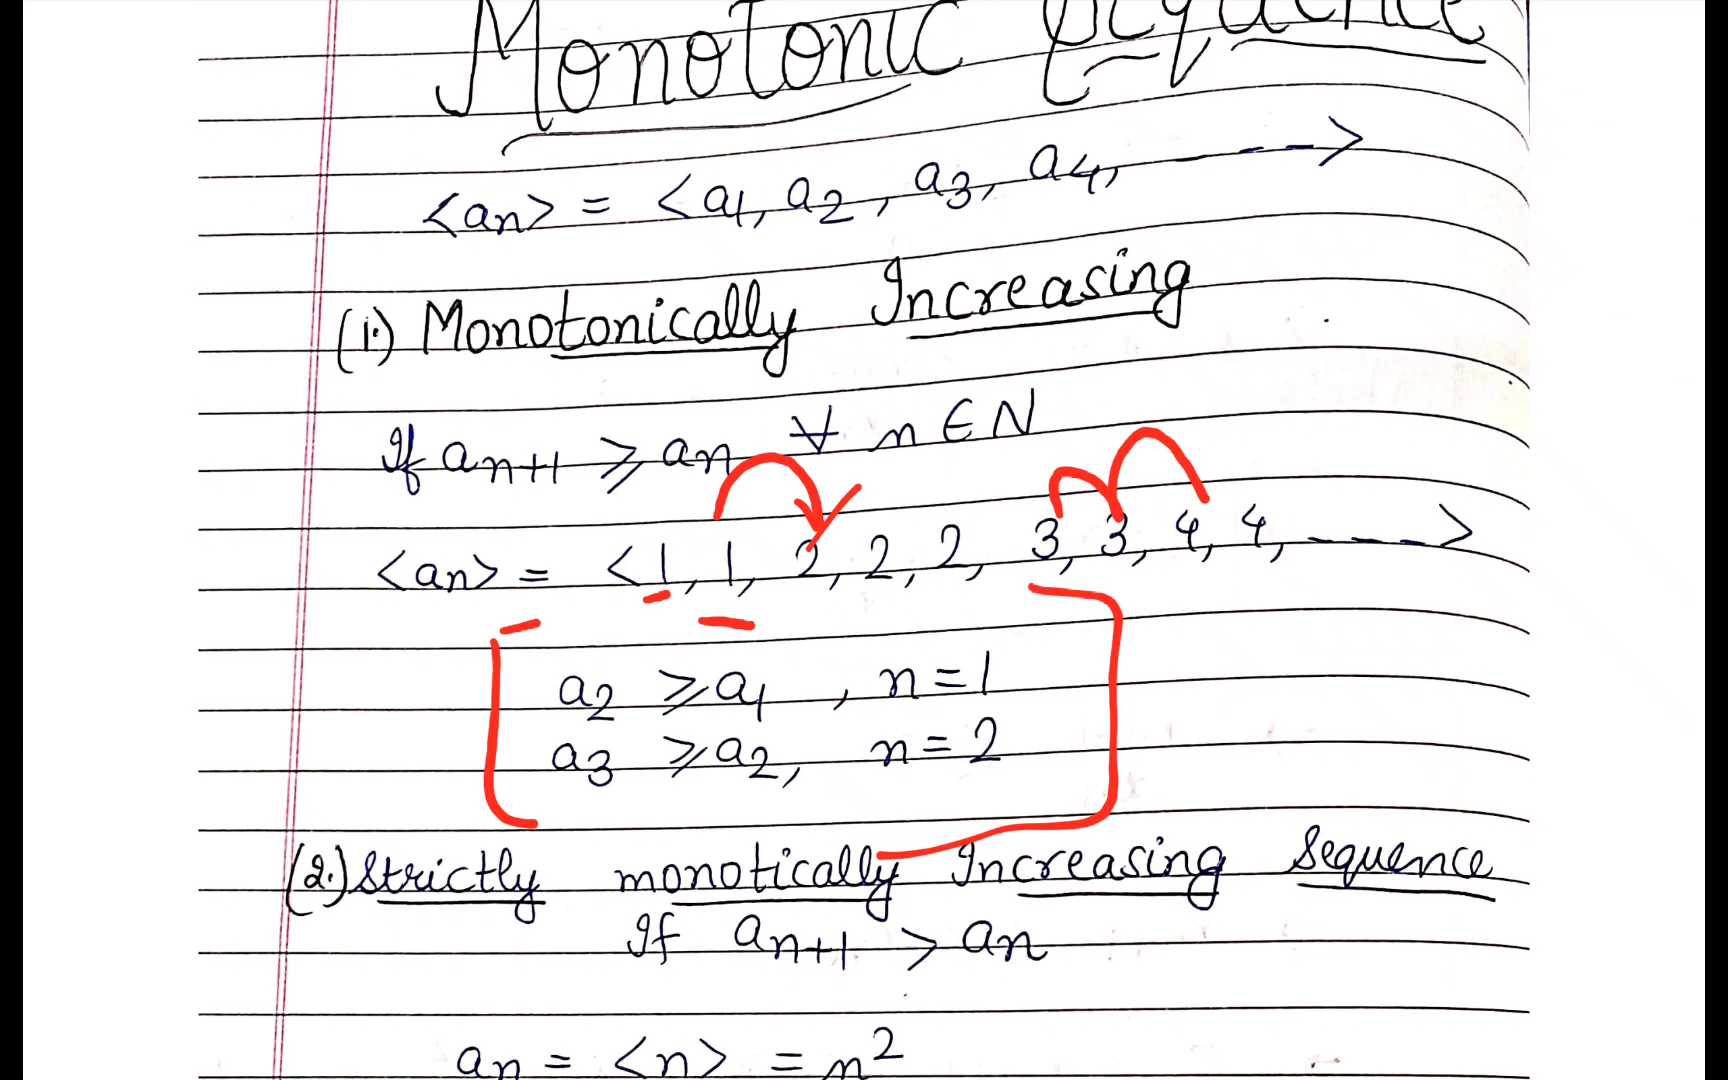 Monotonic Sequence
<an> = <a1, a2, a3, a4, - - - ->
(1.) Monotonically Increasing
If an+1 ⩾ an ∀ n ∈ N
<an> = <1, 1, 2, 2, 2, 3, 3, 4, 4, - - - ->
a2 ⩾ a1 , n = 1
a3 ⩾ a2, n = 2
(2.) Strictly monotically Increasing Sequence
If an+1 > an
an = <n> = n²